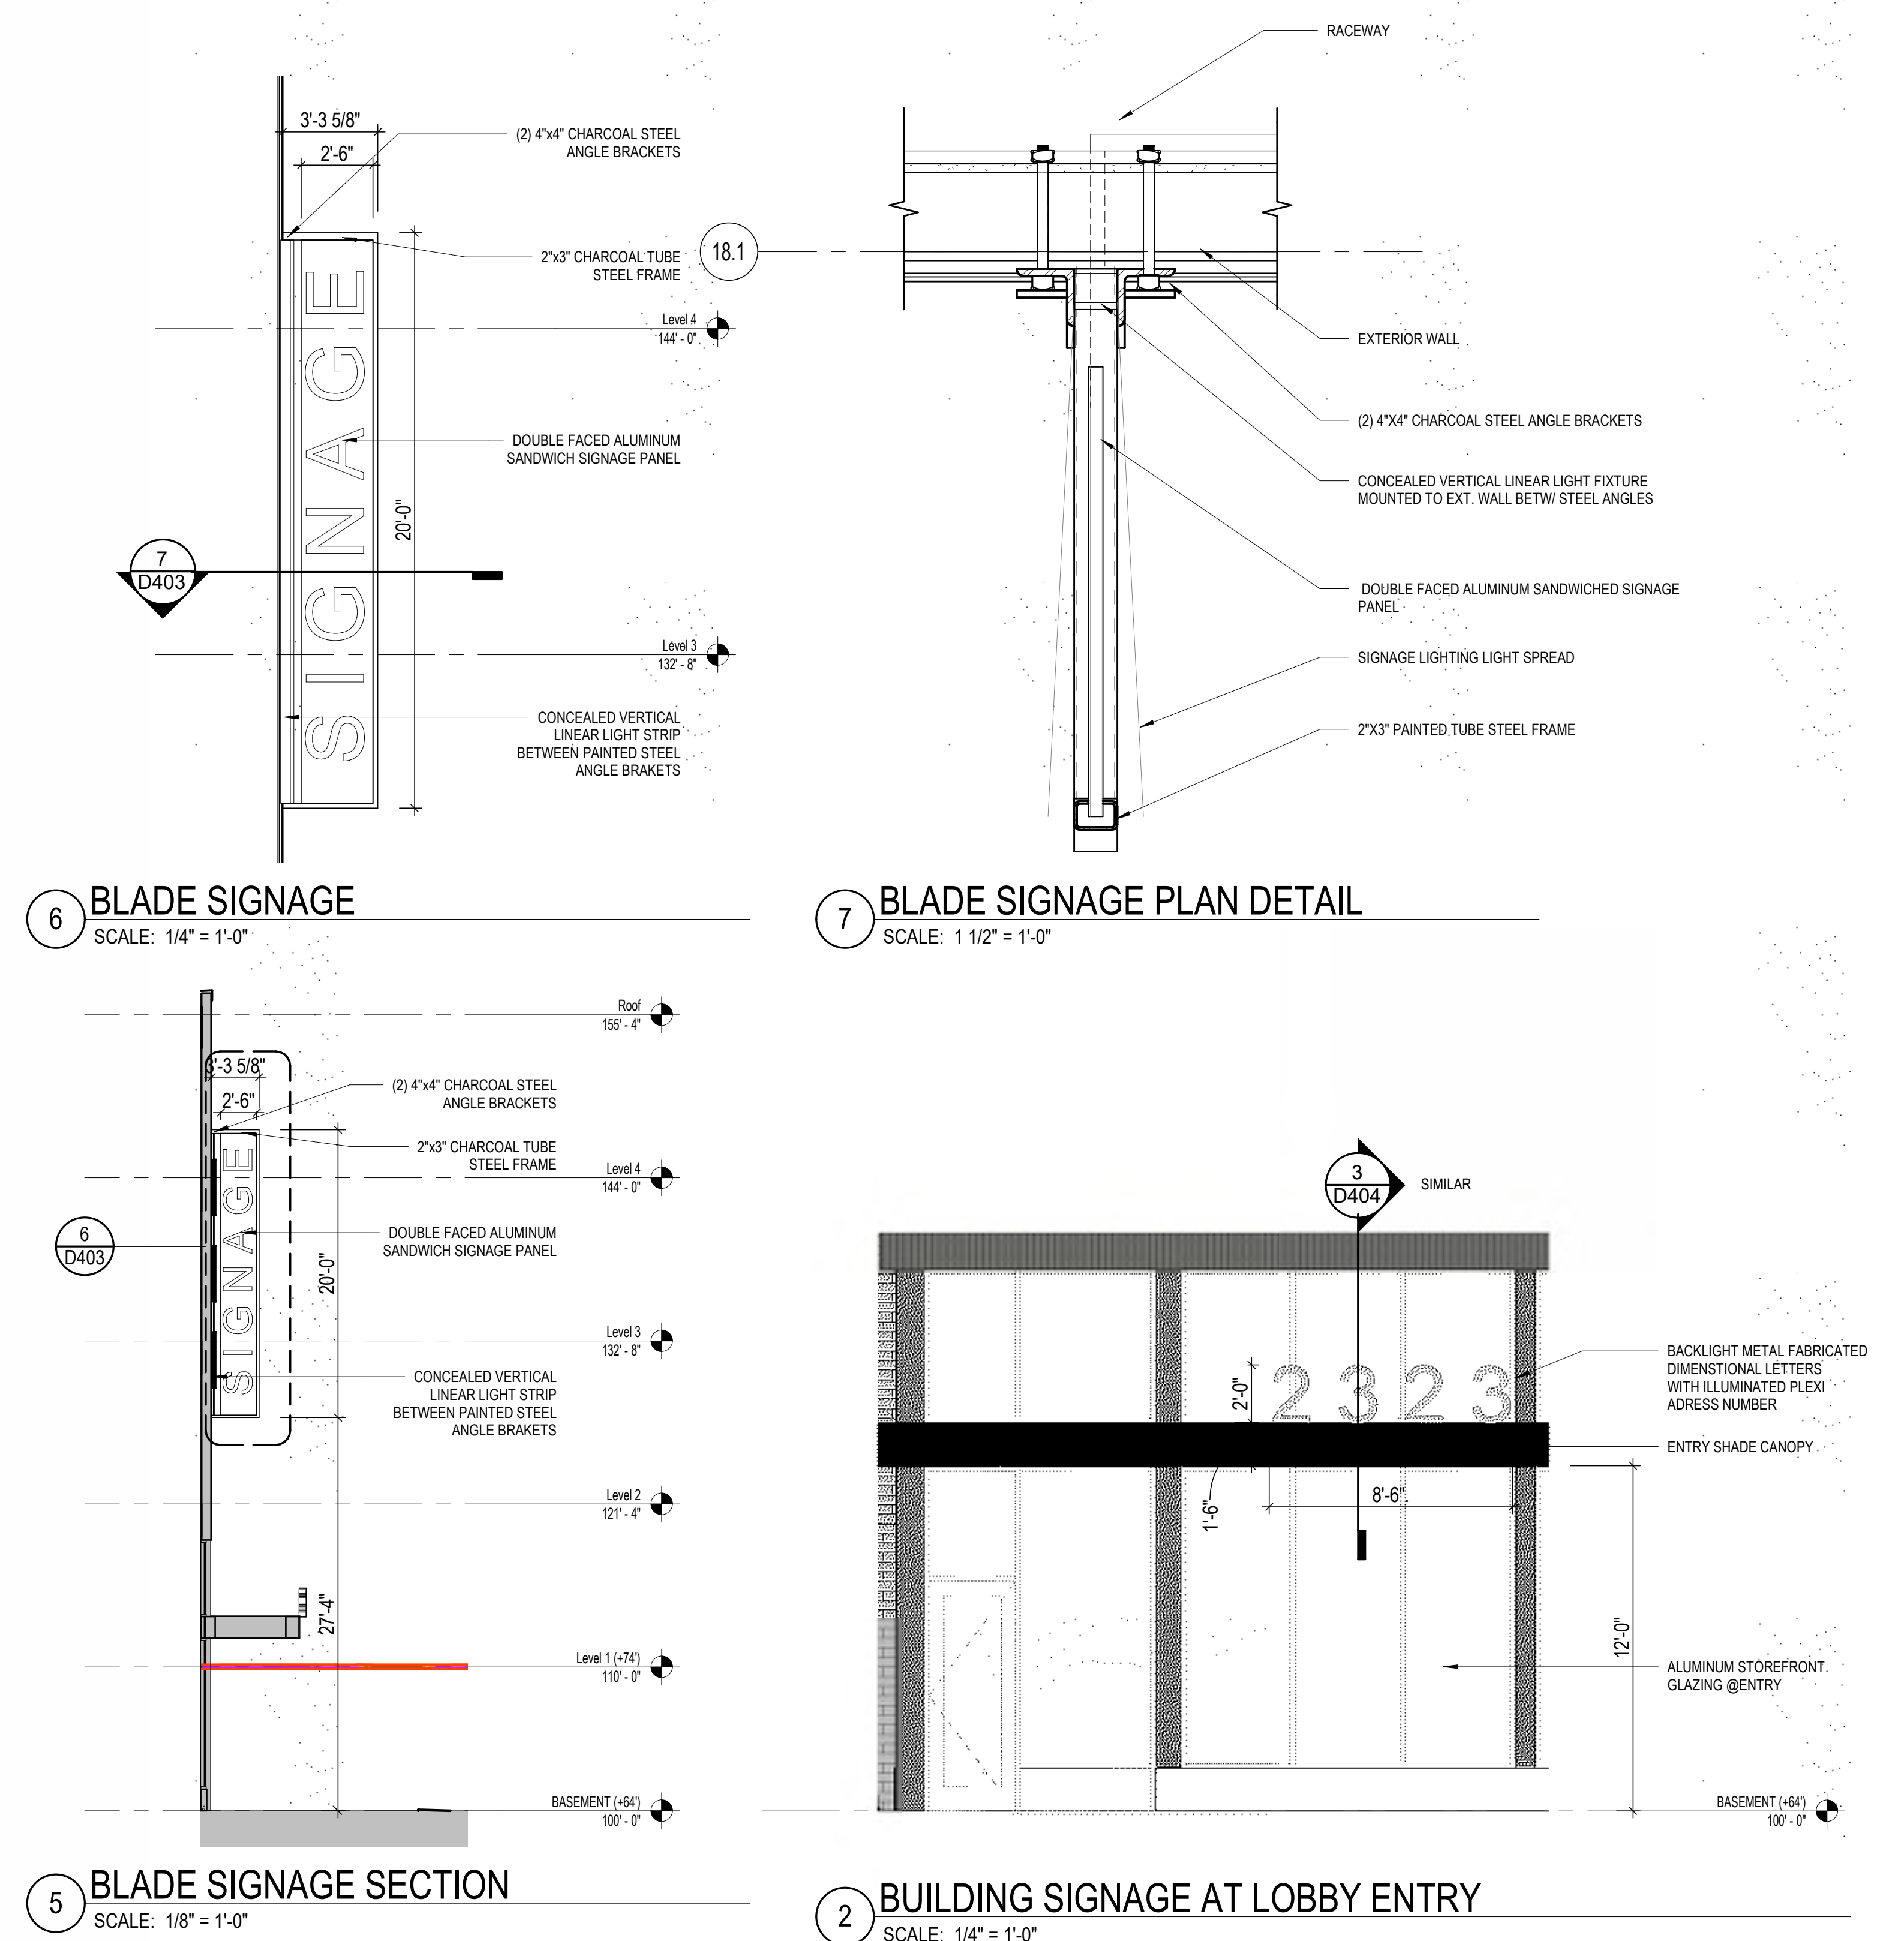 3'-3 5/8"
2'-6"
(2) 4"x4" CHARCOAL STEEL
ANGLE BRACKETS
2"x3" CHARCOAL TUBE
STEEL FRAME
Level 4
144' - 0"
DOUBLE FACED ALUMINUM
SANDWICH SIGNAGE PANEL
20'-0"
SIGNAGE
7
D403
Level 3
132' - 8"
CONCEALED VERTICAL
LINEAR LIGHT STRIP
BETWEEN PAINTED STEEL
ANGLE BRAKETS
6
BLADE SIGNAGE
SCALE: 1/4" = 1'-0"
RACEWAY
18.1
EXTERIOR WALL
(2) 4"X4" CHARCOAL STEEL ANGLE BRACKETS
CONCEALED VERTICAL LINEAR LIGHT FIXTURE
MOUNTED TO EXT. WALL BETW/ STEEL ANGLES
DOUBLE FACED ALUMINUM SANDWICHED SIGNAGE
PANEL
SIGNAGE LIGHTING LIGHT SPREAD
2"X3" PAINTED TUBE STEEL FRAME
7
BLADE SIGNAGE PLAN DETAIL
SCALE: 1 1/2" = 1'-0"
Roof
155' - 4"
3'-3 5/8"
2'-6"
(2) 4"x4" CHARCOAL STEEL
ANGLE BRACKETS
2"x3" CHARCOAL TUBE
STEEL FRAME
Level 4
144' - 0"
6
D403
DOUBLE FACED ALUMINUM
SANDWICH SIGNAGE PANEL
20'-0"
SIGNAGE
Level 3
132' - 8"
CONCEALED VERTICAL
LINEAR LIGHT STRIP
BETWEEN PAINTED STEEL
ANGLE BRAKETS
Level 2
121' - 4"
27'-4"
Level 1 (+74')
110' - 0"
BASEMENT (+64')
100' - 0"
5
BLADE SIGNAGE SECTION
SCALE: 1/8" = 1'-0"
3
D404
SIMILAR
2323
2'-0"
BACKLIGHT METAL FABRICATED
DIMENSTIONAL LETTERS
WITH ILLUMINATED PLEXI
ADRESS NUMBER
ENTRY SHADE CANOPY
8'-6"
1'-6"
12'-0"
ALUMINUM STOREFRONT
GLAZING @ENTRY
BASEMENT (+64')
100' - 0"
2
BUILDING SIGNAGE AT LOBBY ENTRY
SCALE: 1/4" = 1'-0"